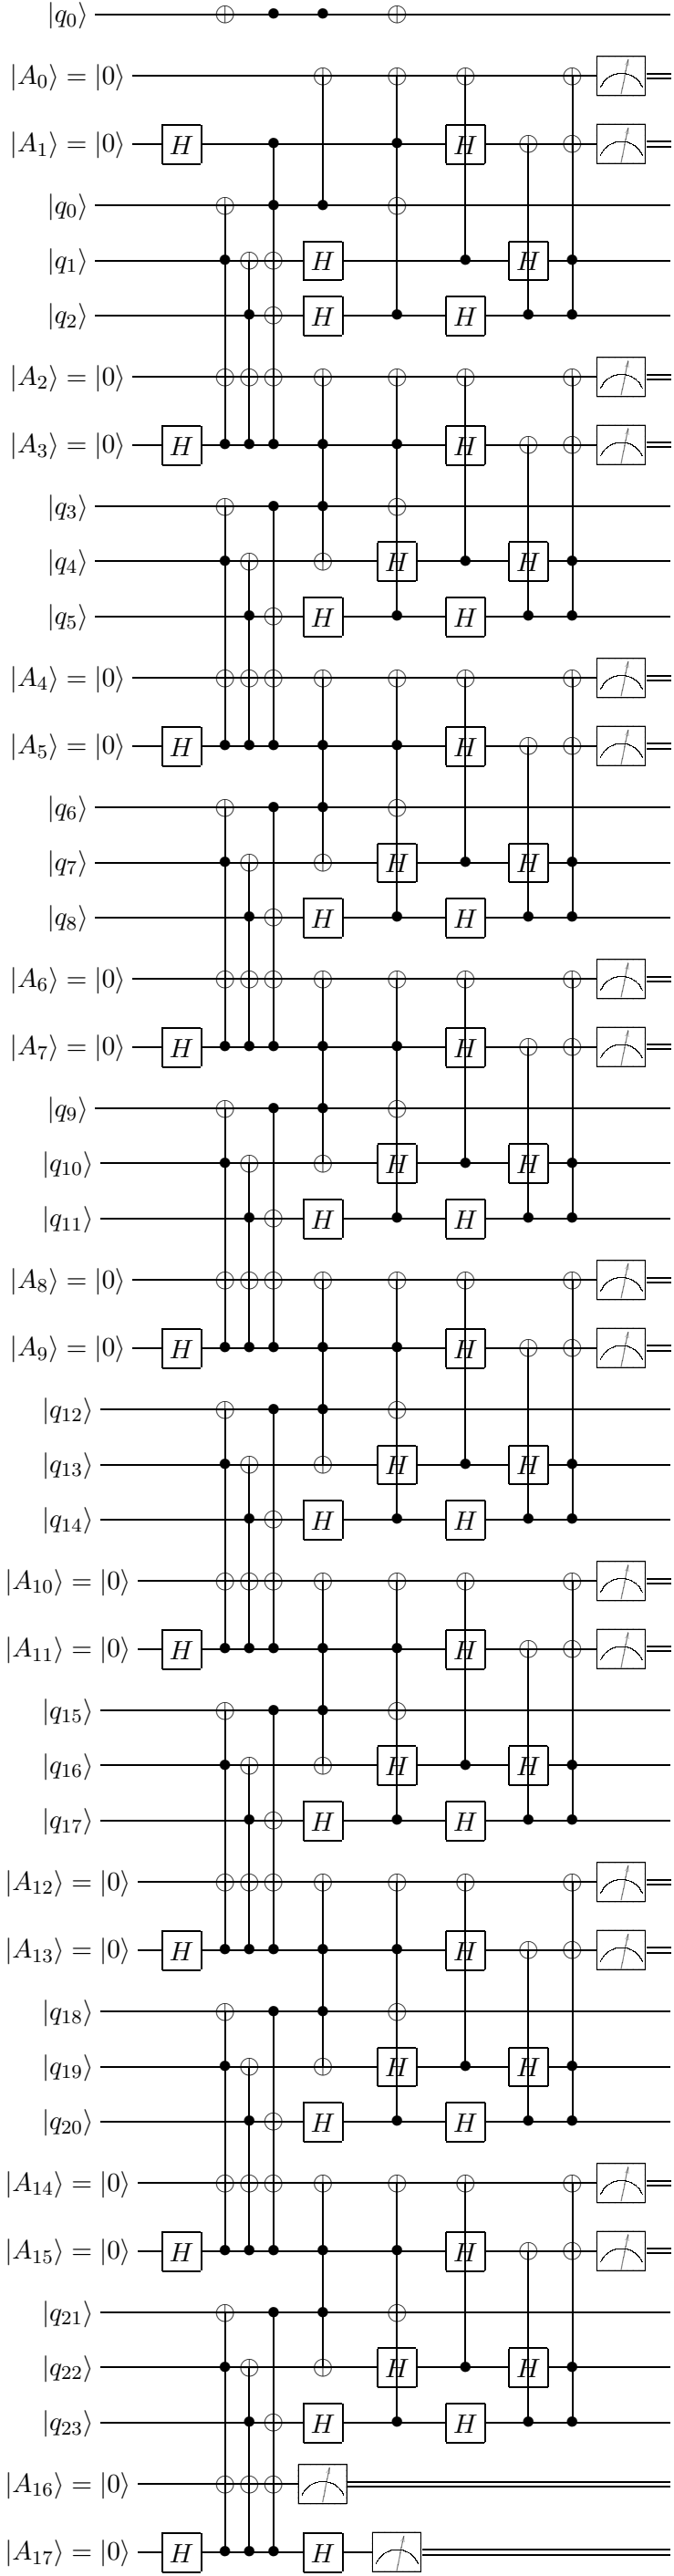 |q₀⟩
|A₀⟩ = |0⟩
|A₁⟩ = |0⟩ H H
|q₀⟩
|q₁⟩ H H
|q₂⟩ H H
|A₂⟩ = |0⟩
|A₃⟩ = |0⟩ H H
|q₃⟩
|q₄⟩ H H
|q₅⟩ H H
|A₄⟩ = |0⟩
|A₅⟩ = |0⟩ H H
|q₆⟩
|q₇⟩ H H
|q₈⟩ H H
|A₆⟩ = |0⟩
|A₇⟩ = |0⟩ H H
|q₉⟩
|q₁₀⟩ H H
|q₁₁⟩ H H
|A₈⟩ = |0⟩
|A₉⟩ = |0⟩ H H
|q₁₂⟩
|q₁₃⟩ H H
|q₁₄⟩ H H
|A₁₀⟩ = |0⟩
|A₁₁⟩ = |0⟩ H H
|q₁₅⟩
|q₁₆⟩ H H
|q₁₇⟩ H H
|A₁₂⟩ = |0⟩
|A₁₃⟩ = |0⟩ H H
|q₁₈⟩
|q₁₉⟩ H H
|q₂₀⟩ H H
|A₁₄⟩ = |0⟩
|A₁₅⟩ = |0⟩ H H
|q₂₁⟩
|q₂₂⟩ H H
|q₂₃⟩ H H
|A₁₆⟩ = |0⟩
|A₁₇⟩ = |0⟩ H H